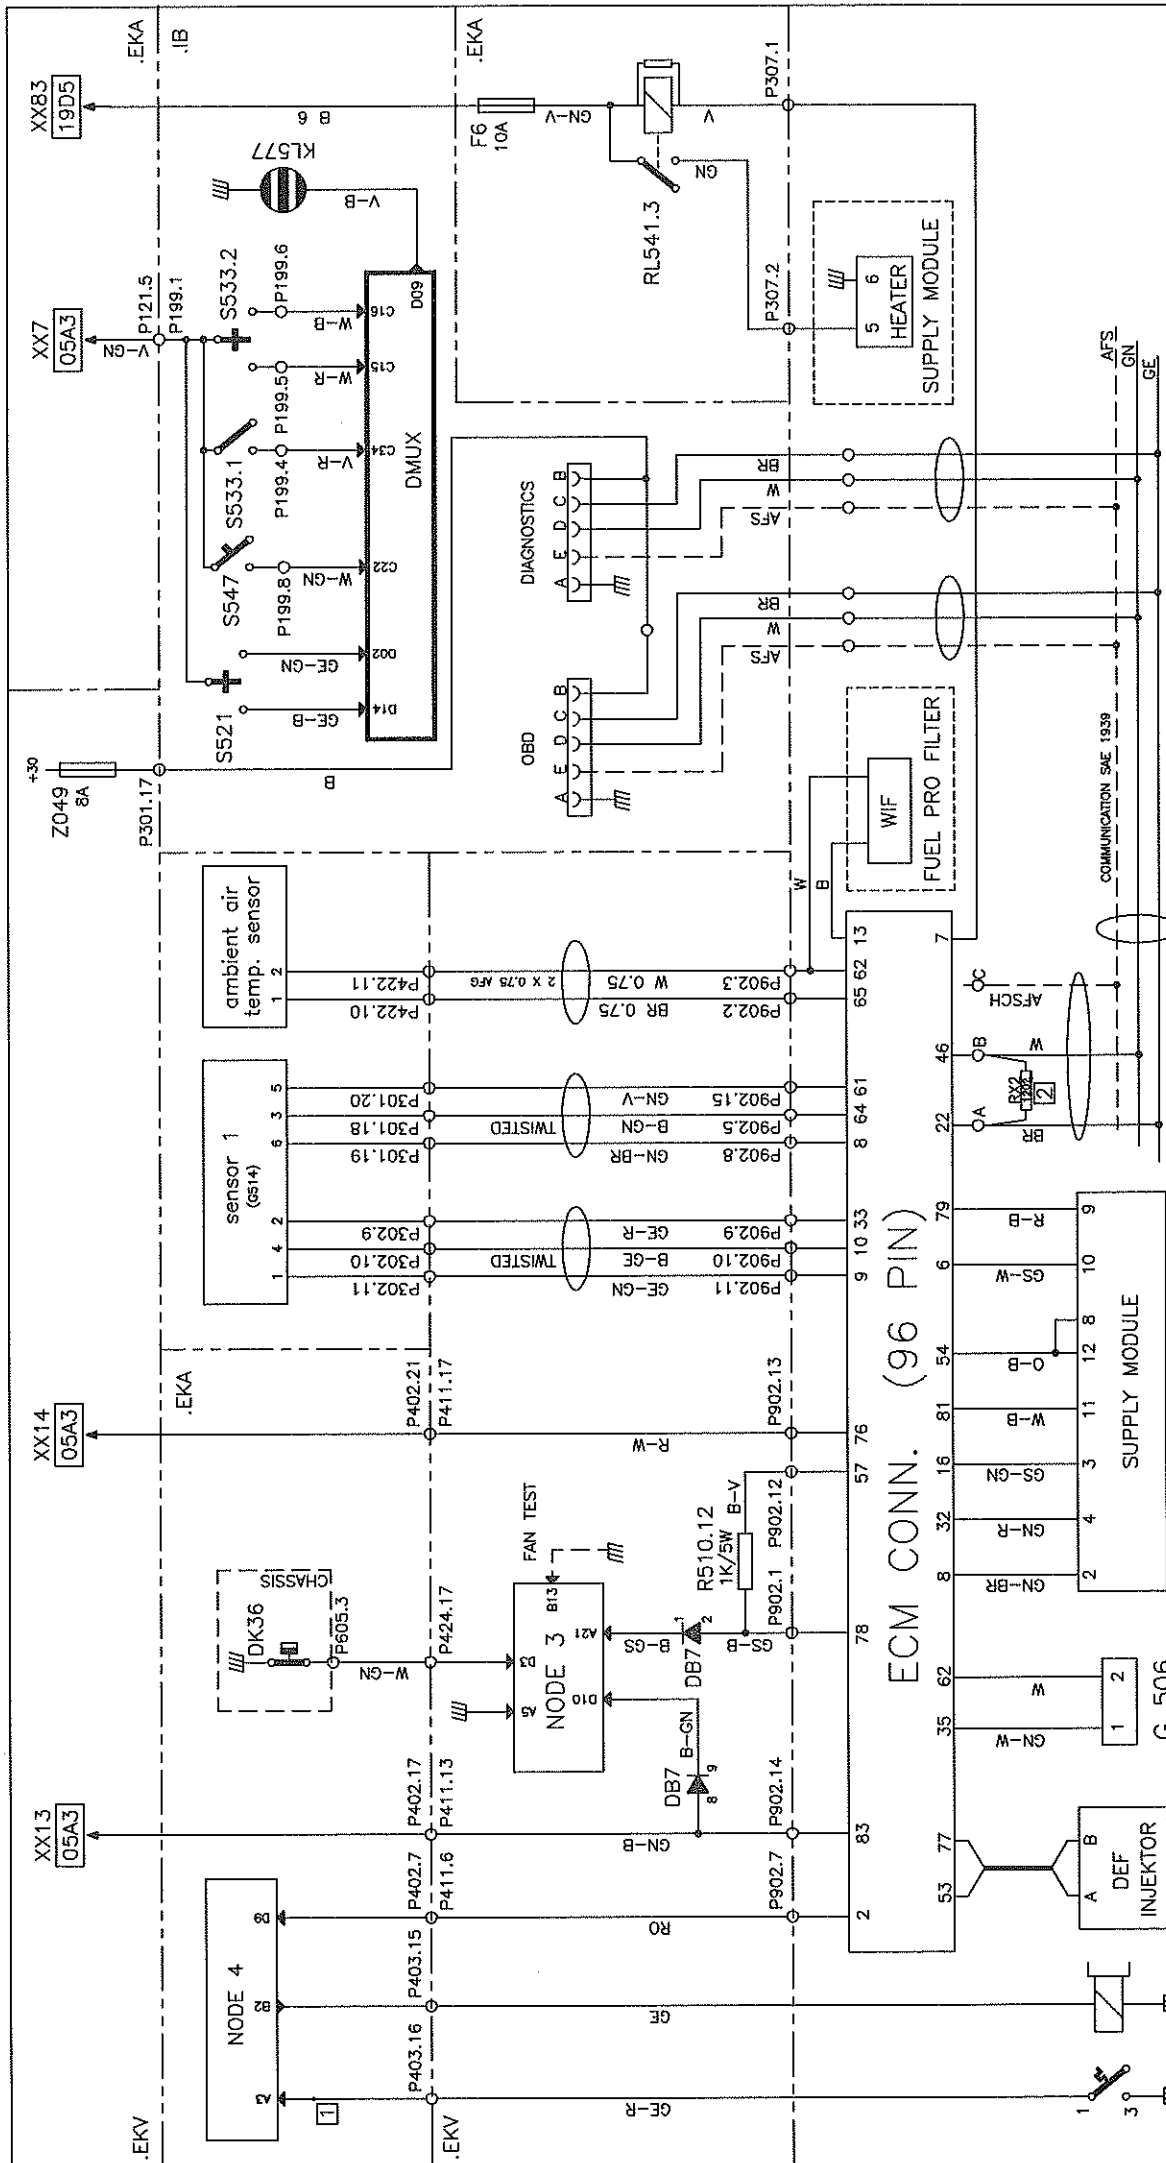 XX13
05A3
XX14
05A3
+30
Z049
8A
P301.17
XX7
05A3
V-GN
P121.5
P199.1
XX83
19D5
.EKV
.EKA
.IB
NODE 4
A3
B2
D9
1
P403.16
P403.15
P402.7
P411.6
P402.17
P411.13
.EKV
CHASSIS
DK36
P605.3
W-GN
P424.17
.EKA
P402.21
P411.17
sensor 1
(G514)
1
4
2
6
3
5
P302.11
P302.10
P302.9
P301.19
P301.18
P301.20
ambient air
temp. sensor
1
2
P422.10
P422.11
S521
S547
S533.1
S533.2
KL577
P199.8
P199.4
P199.5
P199.6
GE-B
GE-GN
W-GN
V-R
W-R
W-B
V-B
D14
D02
C22
C34
C15
C16
D09
DMUX
B
B 6
.EKA
F6
10A
GN-V
RL541.3
GN
V
P307.2
P307.1
FAN TEST
NODE 3
A5
D3
B13
D10
A21
DB7
8
9
B-GN
DB7
1
2
B-GS
GS-B
R510.12
1K/5W
B-V
GE-R
GE
RO
GN-B
R-W
TWISTED
GE-GN
B-GE
GE-R
TWISTED
GN-BR
B-GN
GN-V
2 X 0.75 AFG
BR 0.75
W 0.75
P902.7
P902.14
P902.1
P902.12
P902.13
P902.11
P902.10
P902.9
P902.8
P902.5
P902.15
P902.2
P902.3
OBD
A
E
D
C
B
AFS
W
BR
DIAGNOSTICS
A
E
D
C
B
AFS
W
BR
W
B
WIF
FUEL PRO FILTER
5
6
HEATER
SUPPLY MODULE
2
83
78
57
76
9
10
33
8
64
61
65
62
13
ECM CONN. (96 PIN)
53
77
35
62
8
32
16
81
54
6
79
22
46
7
GN-W
W
GN-BR
GN-R
GS-GN
W-B
O-B
GS-W
R-B
BR
W
A
B
C
RX2
120Ω
2
AFSCH
COMMUNICATION SAE 1939
AFS
GN
GE
1
3
A
B
DEF
INJEKTOR
1
2
G 506
2
4
3
11
12
8
10
9
SUPPLY MODULE